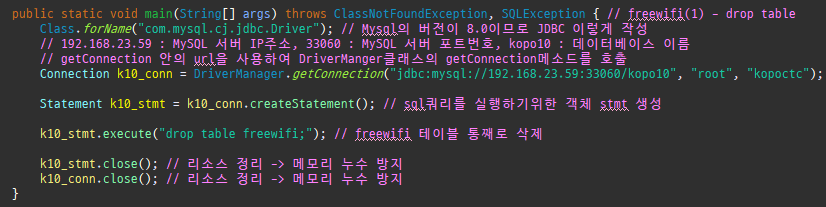 public static void main(String[] args) throws ClassNotFoundException, SQLException { // freewifi(1) - drop table
Class.forName("com.mysql.cj.jdbc.Driver"); // Mysql의 버전이 8.0이므로 JDBC 이렇게 작성
// 192.168.23.59 : MySQL 서버 IP주소, 33060 : MySQL 서버 포트번호, kopo10 : 데이터베이스 이름
// getConnection 안의 url을 사용하여 DriverManger클래스의 getConnection메소드를 호출
Connection k10_conn = DriverManager.getConnection("jdbc:mysql://192.168.23.59:33060/kopo10", "root", "kopoctc");
Statement k10_stmt = k10_conn.createStatement(); // sql쿼리를 실행하기위한 객체 stmt 생성
k10_stmt.execute("drop table freewifi;"); // freewifi 테이블 통째로 삭제
k10_stmt.close(); // 리소스 정리 -> 메모리 누수 방지
k10_conn.close(); // 리소스 정리 -> 메모리 누수 방지
}